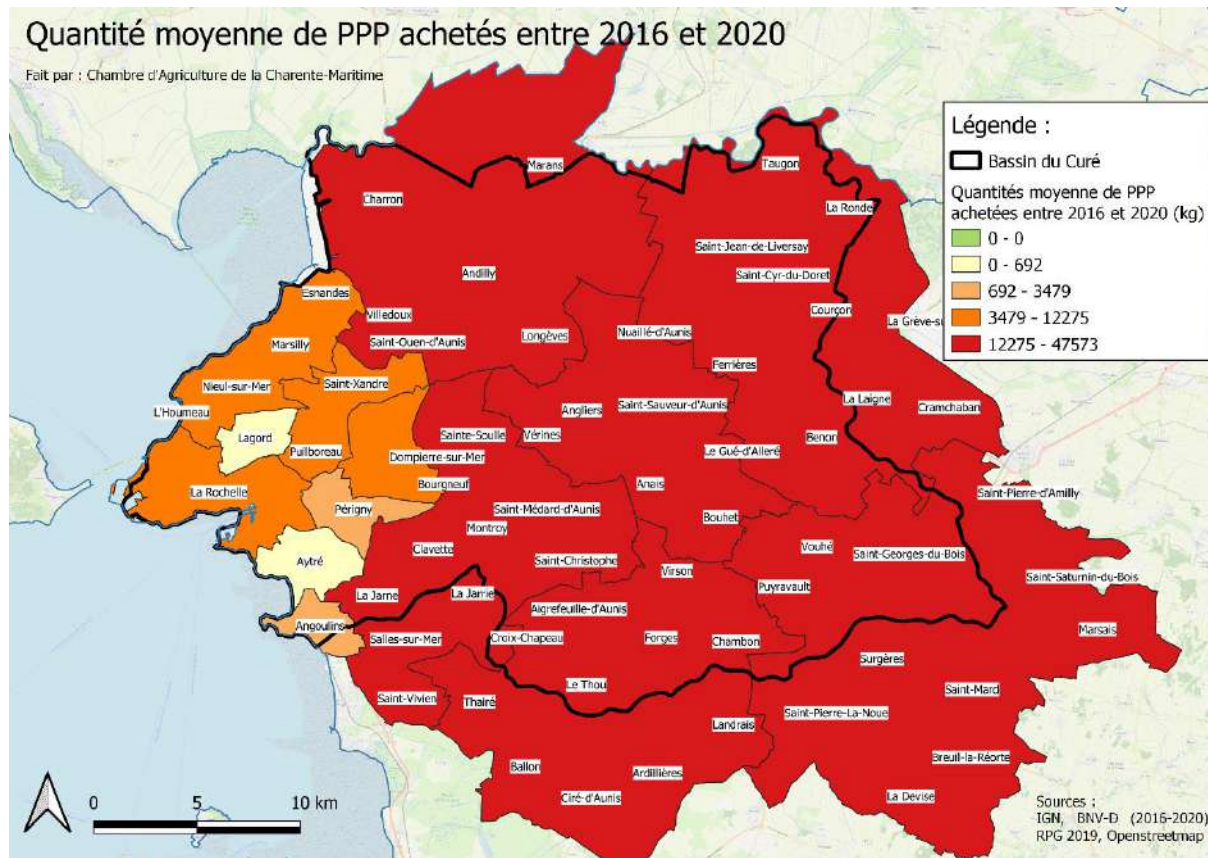 Quantité moyenne de PPP achetés entre 2016 et 2020
Fait par : Chambre d'Agriculture de la Charente-Maritime
Légende :
Bassin du Curé
Quantités moyenne de PPP
achetées entre 2016 et 2020 (kg)
0 - 0
0 - 692
692 - 3479
3479 - 12275
12275 - 47573
Marans
Taugon
Charron
La Ronde
Saint-Jean-de-Liversay
Andilly
Saint-Cyr-du-Doret
Esnandes
Courçon
Villedoux
La Grève-su
Longèves
Nuaillé-d'Aunis
Marsilly
Saint-Ouen-d'Aunis
Ferrières
Nieul-sur-Mer
Saint-Xandre
La Laigne
Cramchaban
L'Houmeau
Angliers
Saint-Sauveur-d'Aunis
Lagord
Sainte-Soulle
Vérines
Benon
Puilboreau
Dompierre-sur-Mer
Le Gué-d'Alleré
La Rochelle
Bourgneuf
Anais
Saint-Pierre-d'Amilly
Périgny
Saint-Médard-d'Aunis
Bouhet
Montroy
Clavette
Vouhé
Saint-Georges-du-Bois
Aytré
Saint-Christophe
Virson
Saint-Saturnin-du-Bois
Puyravault
La Jarne
La Jarrie
Aigrefeuille-d'Aunis
Angoulins
Marsais
Salles-sur-Mer
Croix-Chapeau
Forges
Chambon
Surgères
Le Thou
Saint-Mard
Saint-Vivien
Thairé
Saint-Pierre-La-Noue
Landrais
Breuil-la-Réorte
Ballon
Ardillières
Ciré-d'Aunis
La Devise
0 5 10 km
Sources :
IGN, BNV-D (2016-2020)
RPG 2019, Openstreetmap